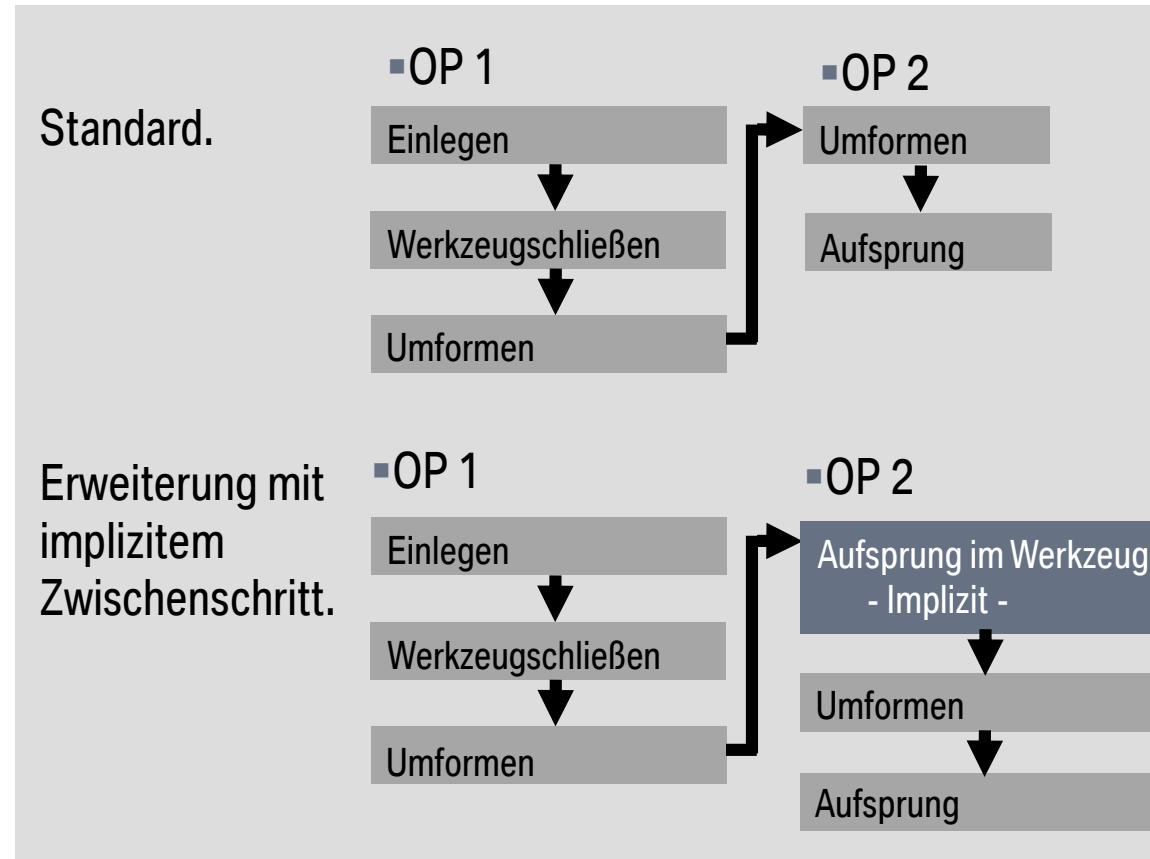 Standard.
▪OP 1
Einlegen
Werkzeugschließen
Umformen
▪OP 2
Umformen
Aufsprung
Erweiterung mit
implizitem
Zwischenschritt.
▪OP 1
Einlegen
Werkzeugschließen
Umformen
▪OP 2
Aufsprung im Werkzeug
- Implizit -
Umformen
Aufsprung